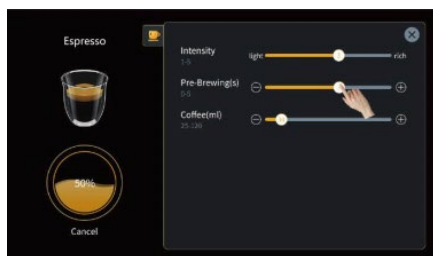 Espresso
50%
Cancel
Intensity
1-5
light
rich
Pre-Brewing(s)
0-5
Coffee(ml)
25-120